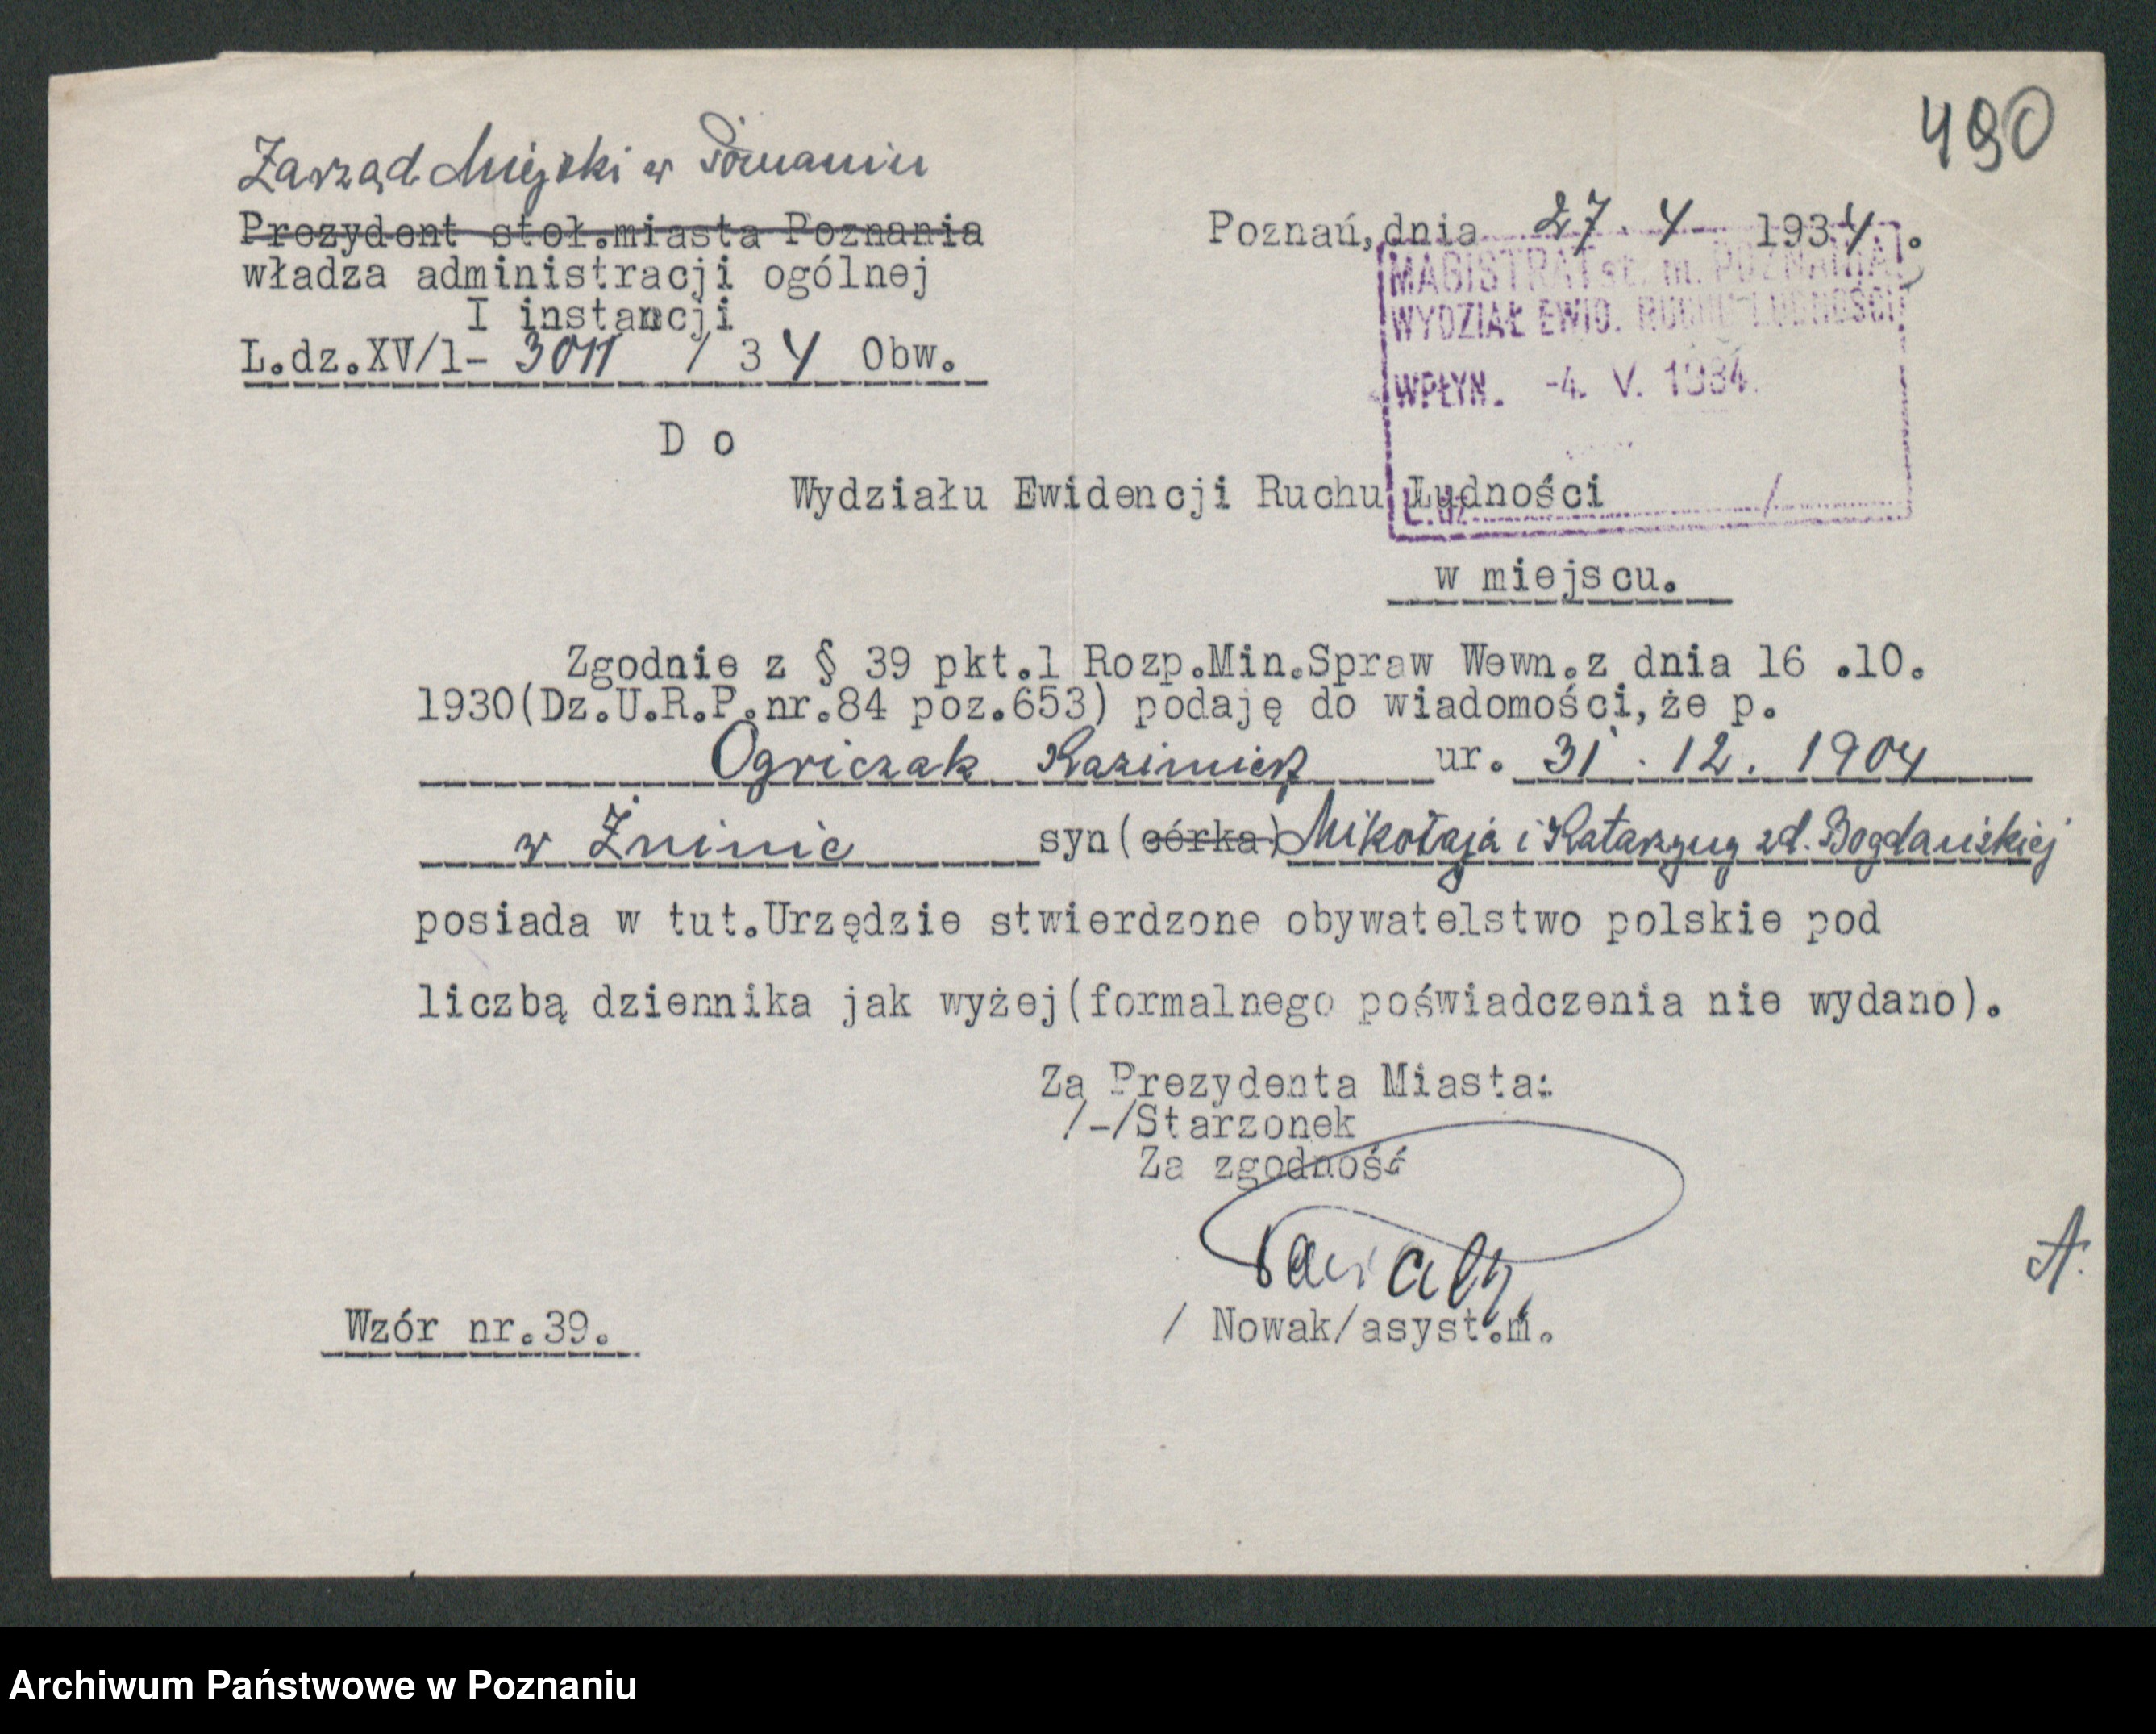 490
Zarząd Miejski w Poznaniu
Prezydent stoł.miasta Poznania
władza administracji ogólnej
I instancji
L.dz.XV/1- 3011 / 34 Obw.
Poznań,dnia 27. 4 - 1934.
MAGISTRAT st. m. POZNANIA
WYDZIAŁ EWID. RUCHU LUDNOŚCI
WPŁYN. -4. V. 1934.
L.dz. /
D o
Wydziału Ewidencji Ruchu Ludności
w miejscu.
Zgodnie z § 39 pkt.1 Rozp.Min.Spraw Wewn.z dnia 16 .10.
1930(Dz.U.R.P.nr.84 poz.653) podaję do wiadomości,że p.
Ogriczak Kazimierz ur. 31. 12. 1904
w Żninie syn(córka)Mikołaja i Katarzyny zd. Bogdańskiej
posiada w tut.Urzędzie stwierdzone obywatelstwo polskie pod
liczbą dziennika jak wyżej(formalnego poświadczenia nie wydano).
Za Prezydenta Miasta:
/-/Starzonek
Za zgodność
/ Nowak/asyst.m.
Wzór nr.39.
A.
Archiwum Państwowe w Poznaniu